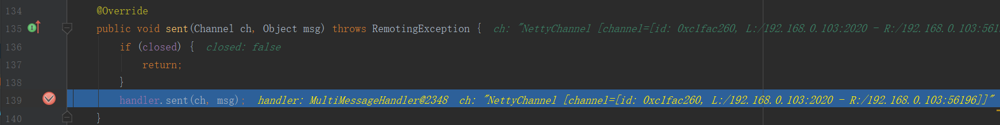 134 @Override
135 public void sent(Channel ch, Object msg) throws RemotingException { ch: "NettyChannel [channel=[id: 0xc1fac260, L:/192.168.0.103:2020 - R:/192.168.0.103:561
136 if (closed) { closed: false
137 return;
138 }
139 handler.sent(ch, msg); handler: MultiMessageHandler@2348 ch: "NettyChannel [channel=[id: 0xc1fac260, L:/192.168.0.103:2020 - R:/192.168.0.103:56196]]"
140 }